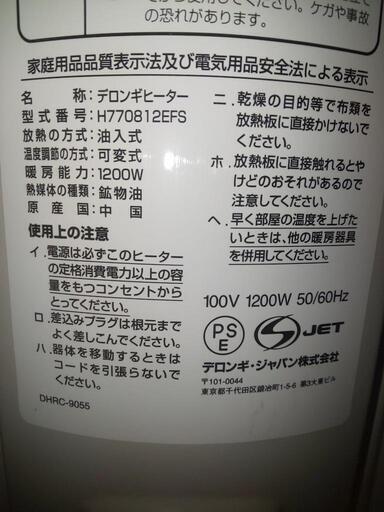 の恐れがあります。ケガや事故
家庭用品品質表示法及び電気用品安全法による表示
名 称:デロンギヒーター
型式番号:H770812EFS
放熱の方式:油入式
温度調節の方式:可変式
暖房能力:1200W
熱媒体の種類:鉱物油
原産国:中国
使用上の注意
イ.電源は必ずこのヒーター
の定格消費電力以上の容
量をもつコンセントから
とってください。
ロ.差込みプラグは根元まで
よく差しこんでください。
ハ.器体を移動するときは
コードを引張らない
でください。
DHRC-9055
ニ.乾燥の目的等で布類を
放熱板に直接かけないで
ください。
ホ.放熱板に直接触れるとや
けどのおそれがあるので
注意してください。
ヘ.早く部屋の温度を上げた
いときは、他の暖房器具
を併用してください。
100V 1200W 50/60Hz
PS
E
JET
デロンギ・ジャパン株式会社
〒101-0044
東京都千代田区鍛冶町1-5-6 第3大東ビル